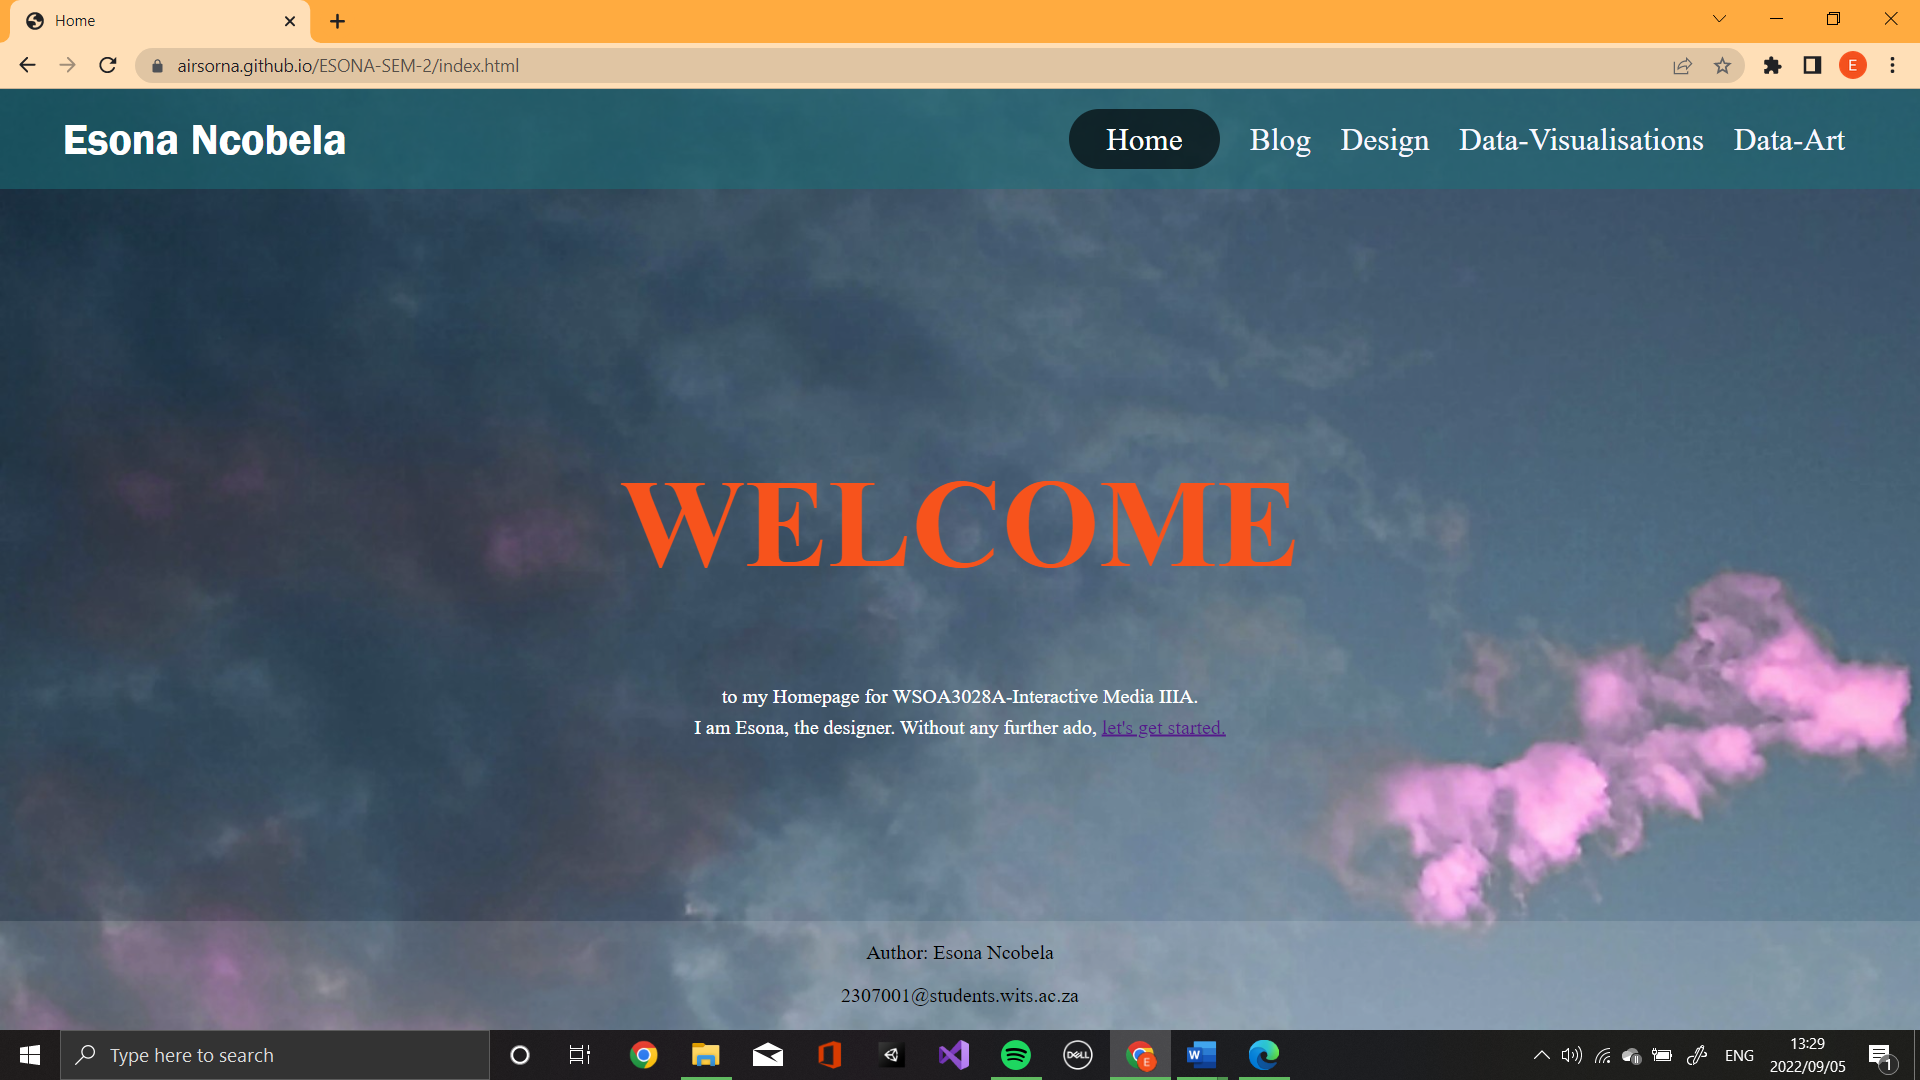 Home
airsorna.github.io/ESONA-SEM-2/index.html
E
Esona Ncobela
Home Blog Design Data-Visualisations Data-Art
WELCOME
to my Homepage for WSOA3028A-Interactive Media IIIA.
I am Esona, the designer. Without any further ado, let's get started.
Author: Esona Ncobela
2307001@students.wits.ac.za
Type here to search
DELL
E
W
ENG
13:29
2022/09/05
1